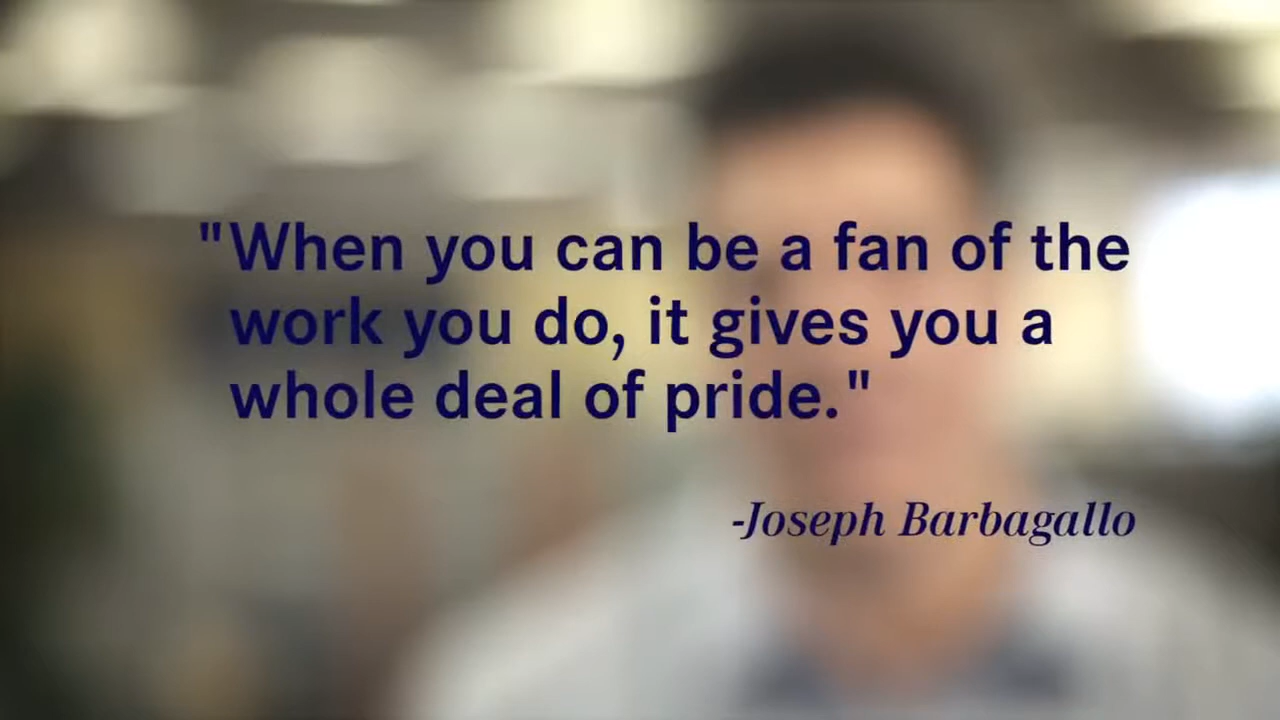 "When you can be a fan of the
work you do, it gives you a
whole deal of pride."
-Joseph Barbagallo